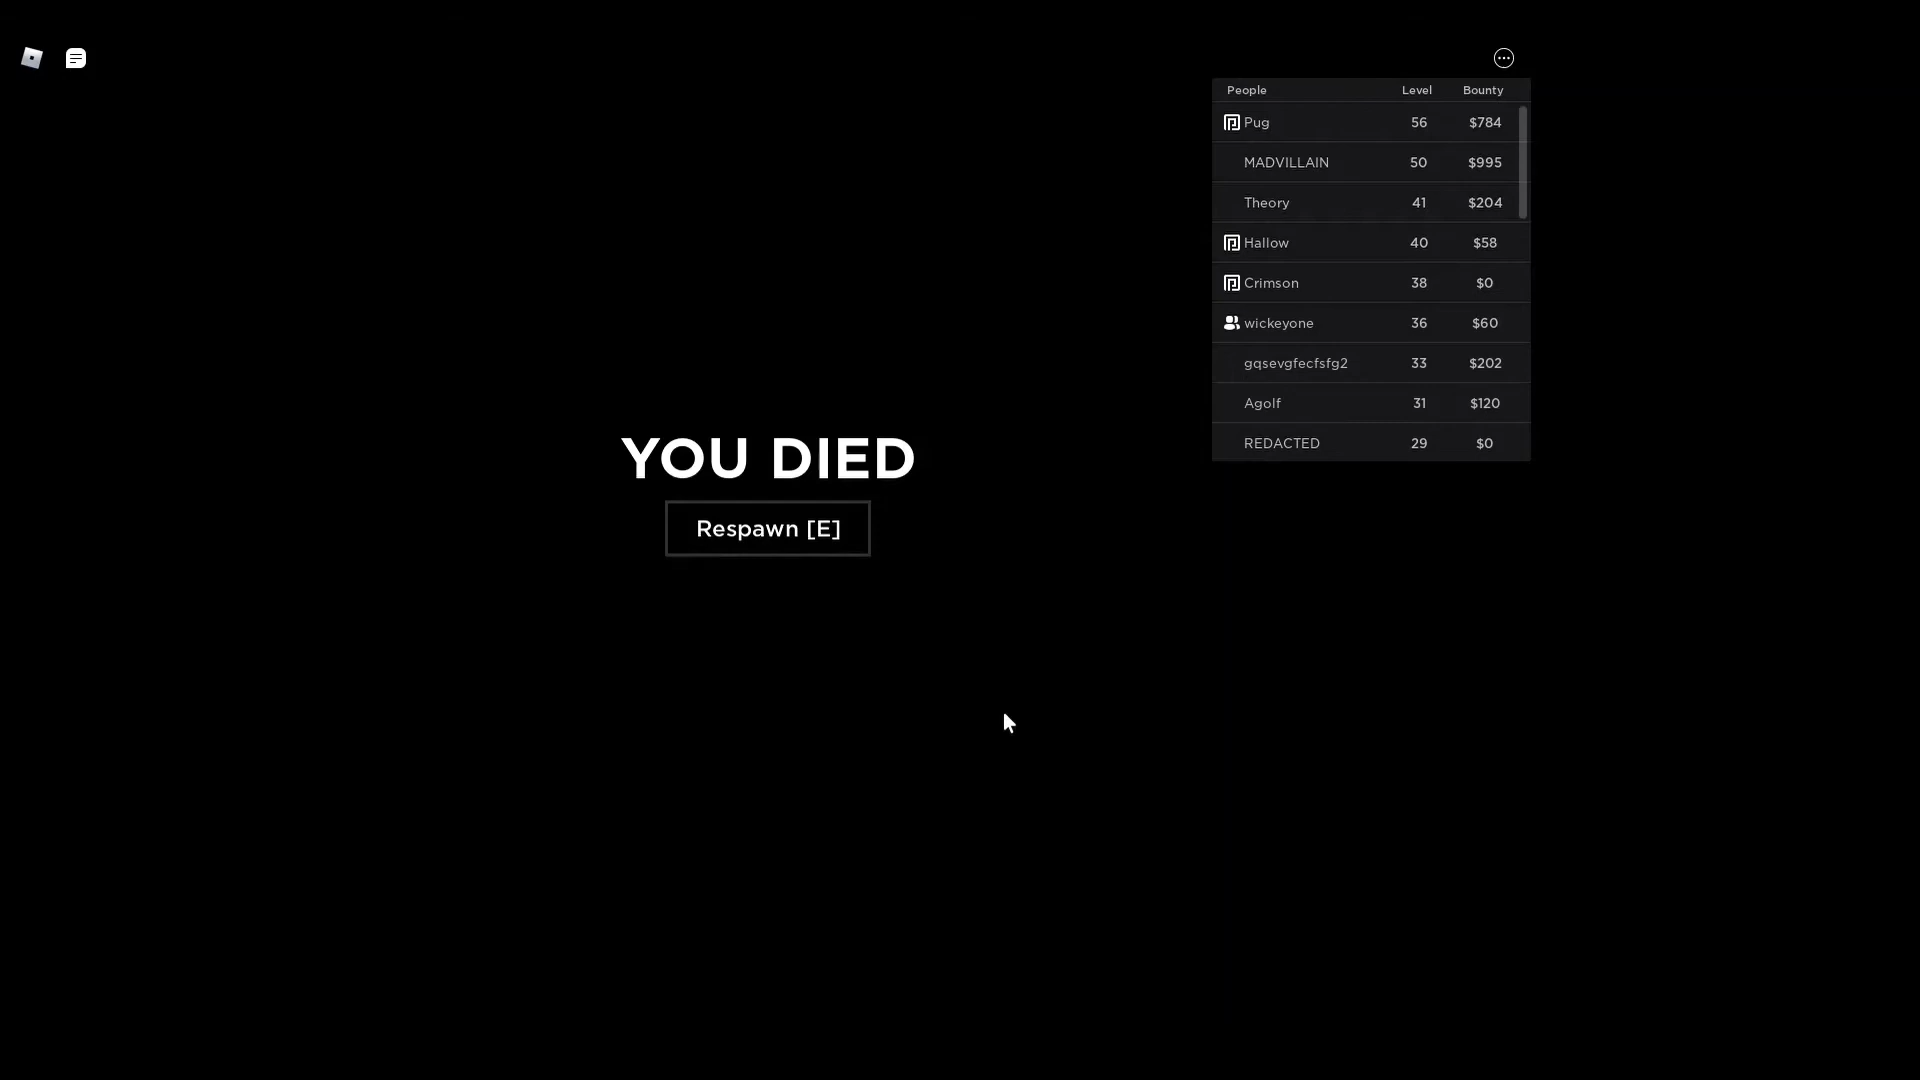 People Level Bounty
Pug 56 $784
MADVILLAIN 50 $995
Theory 41 $204
Hallow 40 $58
Crimson 38 $0
wickeyone 36 $60
gqsevgfecfsfg2 33 $202
Agolf 31 $120
REDACTED 29 $0
YOU DIED
Respawn [E]